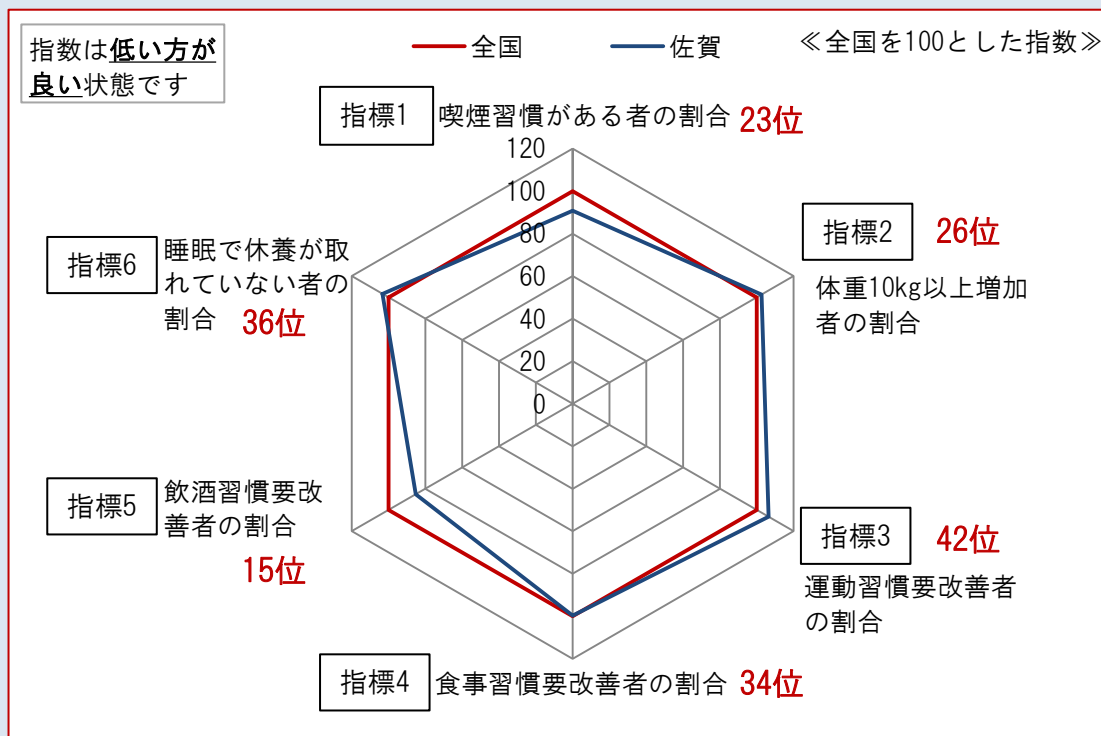 指数は低い方が
良い状態です
全国
佐賀
≪全国を100とした指数≫
指標1
喫煙習慣がある者の割合
23位
120
100
80
60
40
20
0
指標2
26位
体重10kg以上増加
者の割合
指標3
42位
運動習慣要改善者
の割合
指標4
食事習慣要改善者の割合
34位
指標5
飲酒習慣要改
善者の割合
15位
指標6
睡眠で休養が取
れていない者の
割合
36位